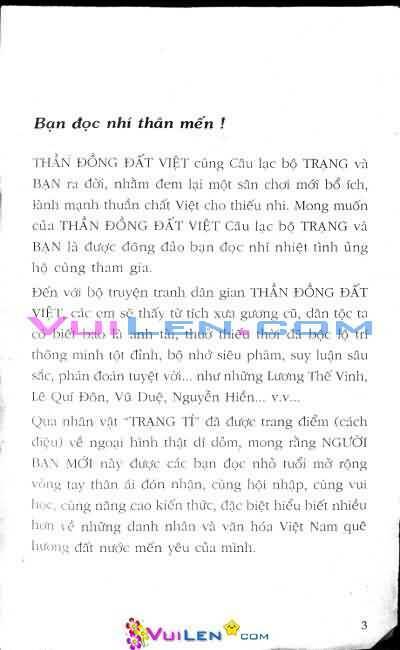 Bạn đọc nhí thân mến !
THẦN ĐỒNG ĐẤT VIỆT cùng Câu lạc bộ TRẠNG và
BẠN ra đời, nhằm đem lại một sân chơi mới bổ ích,
lành mạnh thuần chất Việt cho thiếu nhi. Mong muốn
của THẦN ĐỒNG ĐẤT VIỆT Câu lạc bộ TRẠNG và
BẠN là được đông đảo bạn đọc nhí nhiệt tình ủng
hộ cùng tham gia.
Đến với bộ truyện tranh dân gian THẦN ĐỒNG ĐẤT
VIỆT, các em sẽ thấy từ tích xưa gương cũ, dân tộc ta
có biết bao là anh tài, thuở thiếu thời đã bộc lộ trí
thông minh tột đỉnh, bộ nhớ siêu phàm, suy luận sâu
sắc, phán đoán tuyệt vời... như những Lương Thế Vinh,
Lê Quí Đôn, Vũ Duệ, Nguyễn Hiền... v.v...
Qua nhân vật "TRẠNG TÍ" đã được trang điểm (cách
điệu) về ngoại hình thật dí dỏm, mong rằng NGƯỜI
BẠN MỚI này được các bạn đọc nhỏ tuổi mở rộng
vòng tay thân ái đón nhận, cùng hội nhập, cùng vui
học, cùng nâng cao kiến thức, đặc biệt hiểu biết nhiều
hơn về những danh nhân và văn hóa Việt Nam quê
hương đất nước mến yêu của mình.
VUILEN.COM
3
VUILEN.COM